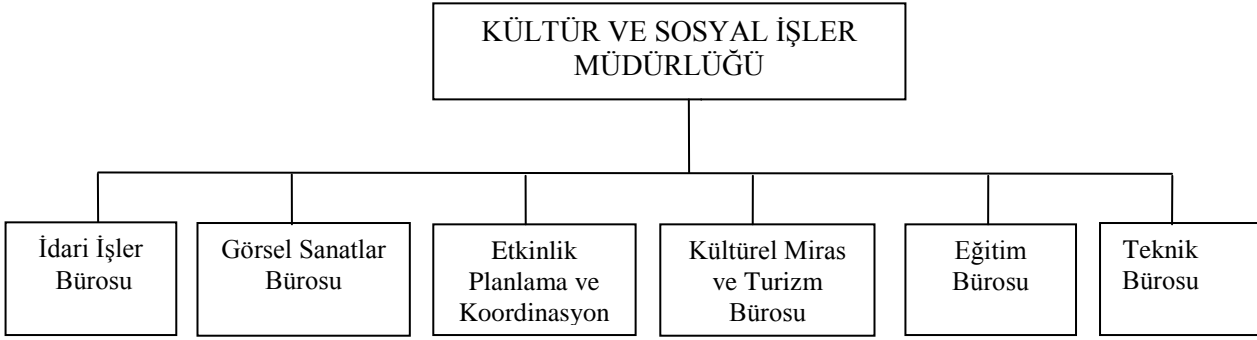 KÜLTÜR VE SOSYAL İŞLER
MÜDÜRLÜĞÜ
İdari İşler
Bürosu
Görsel Sanatlar
Bürosu
Etkinlik
Planlama ve
Koordinasyon
Kültürel Miras
ve Turizm
Bürosu
Eğitim
Bürosu
Teknik
Bürosu